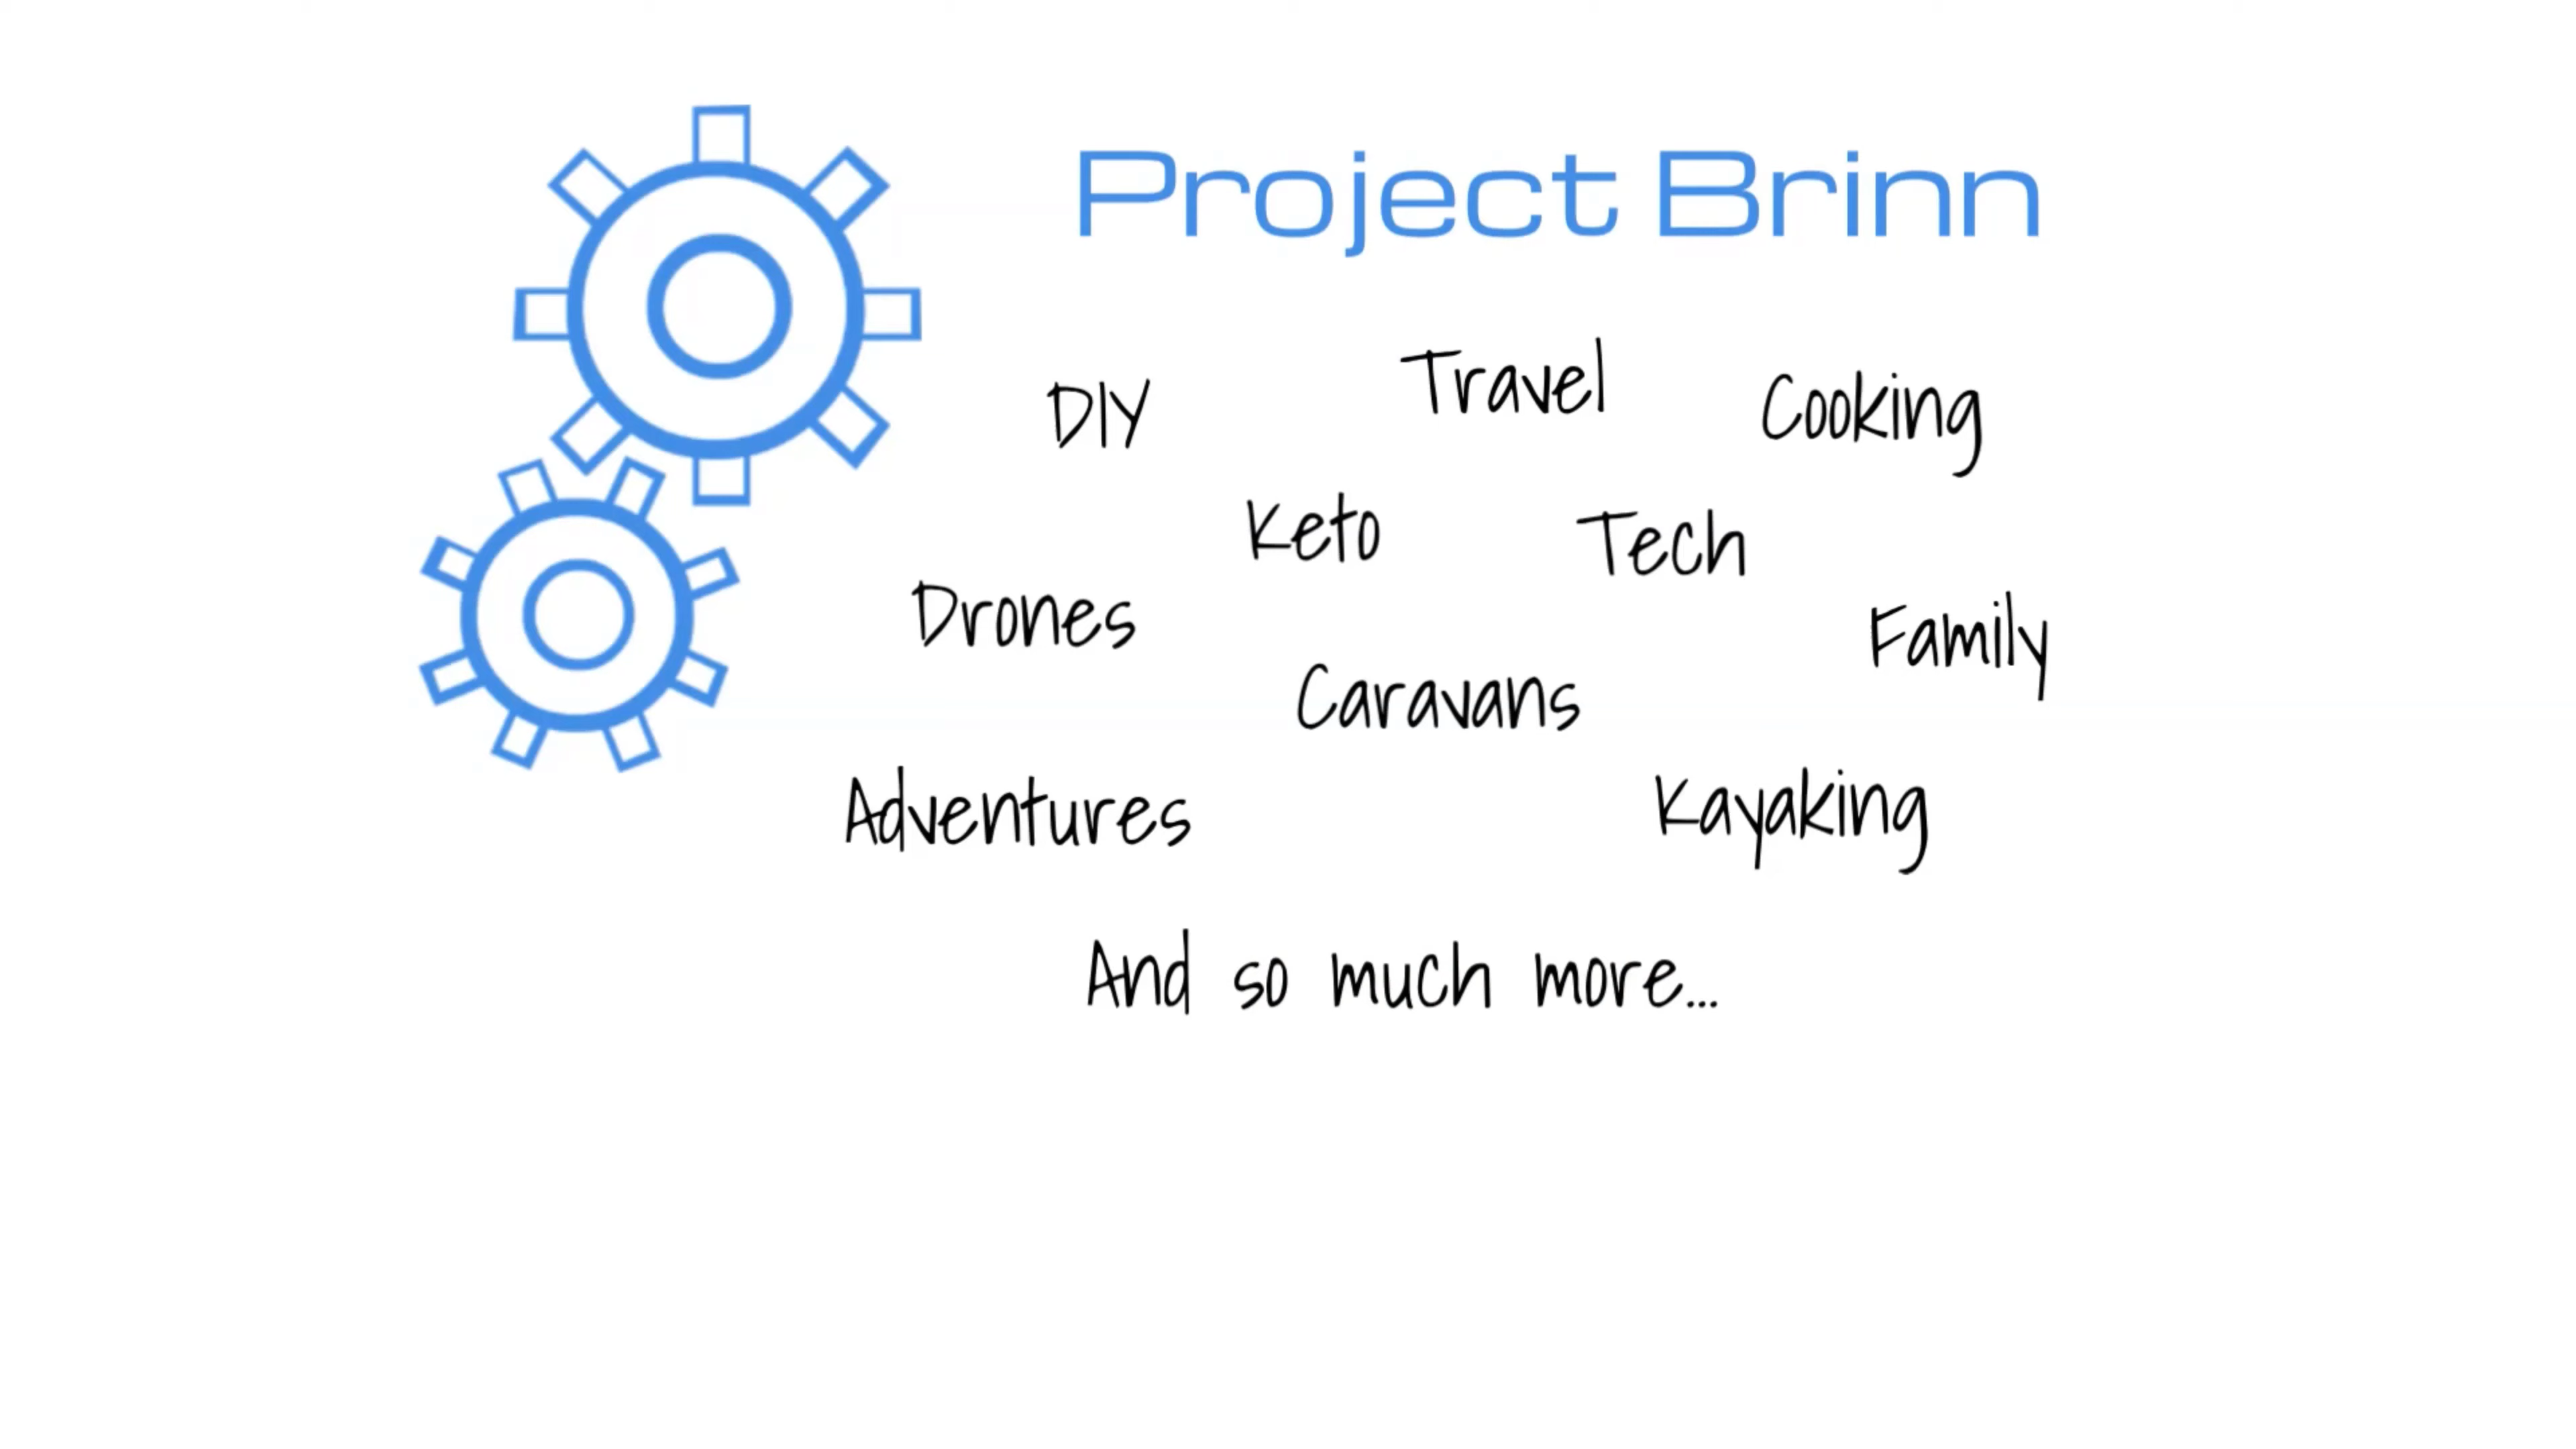 Project Brinn
Travel
DIY
Cooking
Keto
Tech
Drones
Family
Caravans
Adventures
Kayaking
And so much more...